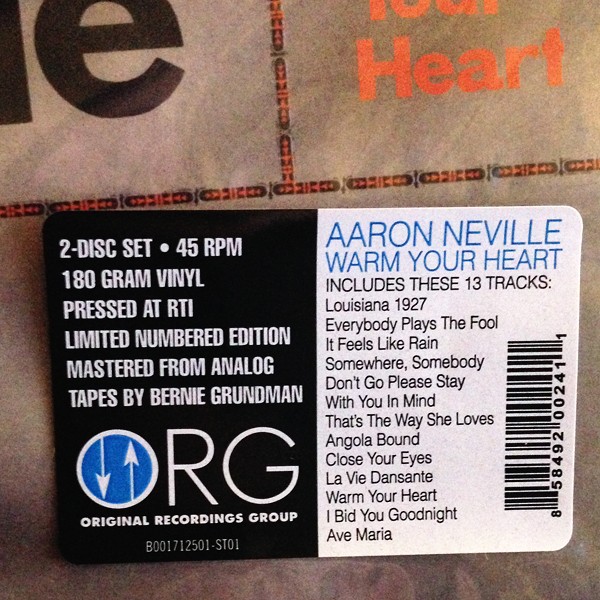 le
Your
Heart
2-DISC SET • 45 RPM
180 GRAM VINYL
PRESSED AT RTI
LIMITED NUMBERED EDITION
MASTERED FROM ANALOG
TAPES BY BERNIE GRUNDMAN
ORG
ORIGINAL RECORDINGS GROUP
B001712501-ST01
AARON NEVILLE
WARM YOUR HEART
INCLUDES THESE 13 TRACKS:
Louisiana 1927
Everybody Plays The Fool
It Feels Like Rain
Somewhere, Somebody
Don't Go Please Stay
With You In Mind
That's The Way She Loves
Angola Bound
Close Your Eyes
La Vie Dansante
Warm Your Heart
I Bid You Goodnight
Ave Maria
8 58492 00241 1